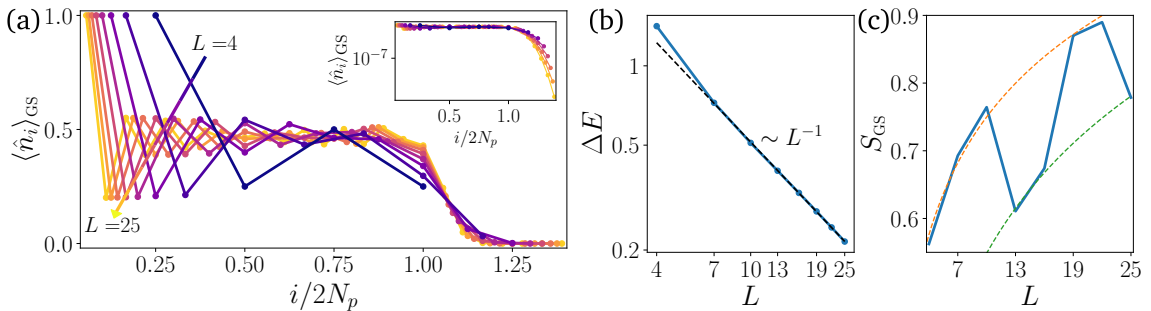 (a)
1.0
0.5
0.0
⟨n̂ᵢ⟩GS
L =4
L =25
0.25 0.50 0.75 1.00 1.25
i/2Nₚ
⟨n̂ᵢ⟩GS
10⁻⁷
0.5 1.0
i/2Nₚ
(b)
1
0.5
0.2
ΔE
∼ L⁻¹
4 7 10 13 19 25
L
(c)
0.9
0.8
0.7
0.6
SGS
7 13 19 25
L